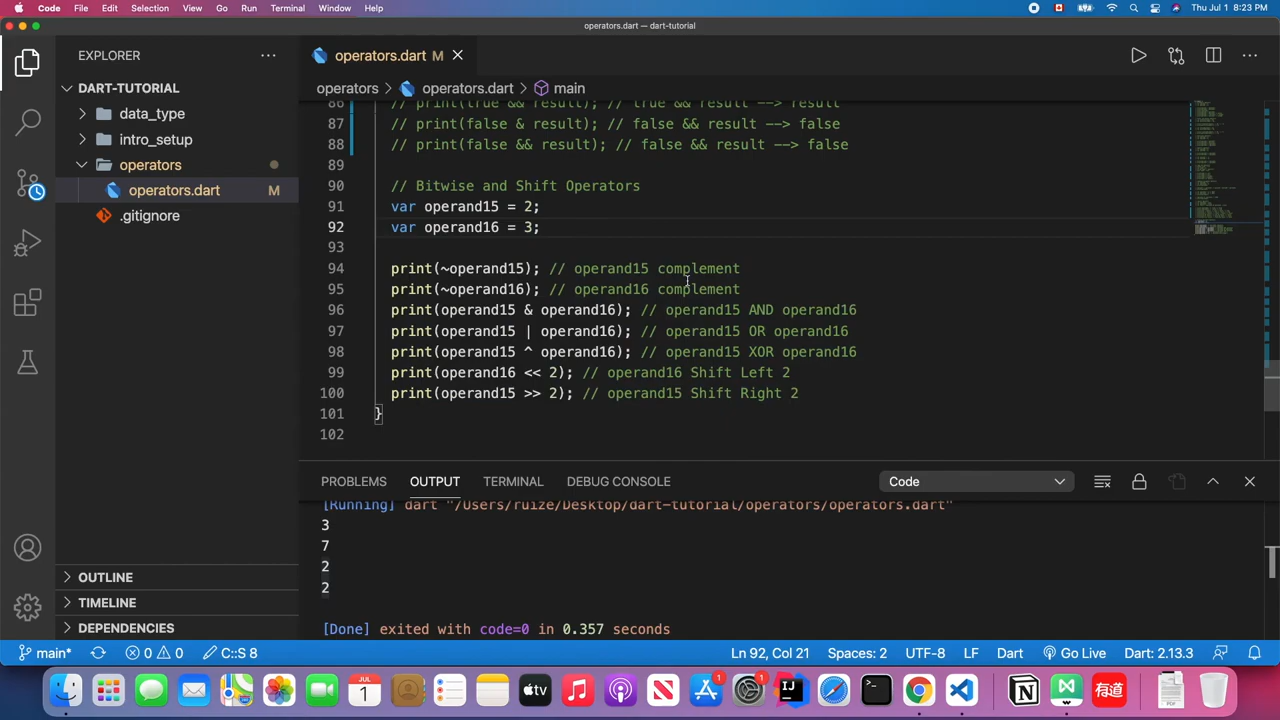 Code File Edit Selection View Go Run Terminal Window Help Thu Jul 1 8:23 PM
operators.dart — dart-tutorial
EXPLORER
DART-TUTORIAL
data_type
intro_setup
operators
operators.dart M
.gitignore
OUTLINE
TIMELINE
DEPENDENCIES
operators.dart M
operators operators.dart main
86 // print(true && result); // true && result --> result
87 // print(false & result); // false && result --> false
88 // print(false && result); // false && result --> false
89
90 // Bitwise and Shift Operators
91 var operand15 = 2;
92 var operand16 = 3;
93
94 print(~operand15); // operand15 complement
95 print(~operand16); // operand16 complement
96 print(operand15 & operand16); // operand15 AND operand16
97 print(operand15 | operand16); // operand15 OR operand16
98 print(operand15 ^ operand16); // operand15 XOR operand16
99 print(operand16 << 2); // operand16 Shift Left 2
100 print(operand15 >> 2); // operand15 Shift Right 2
101 }
102
PROBLEMS OUTPUT TERMINAL DEBUG CONSOLE Code
[Running] dart "/Users/ruize/Desktop/dart-tutorial/operators/operators.dart"
3
7
2
2
[Done] exited with code=0 in 0.357 seconds
main* 0 0 C::S 8 Ln 92, Col 21 Spaces: 2 UTF-8 LF Dart Go Live Dart: 2.13.3
JUL
1
tv
N
1
1
IJ
N
有道
PDF